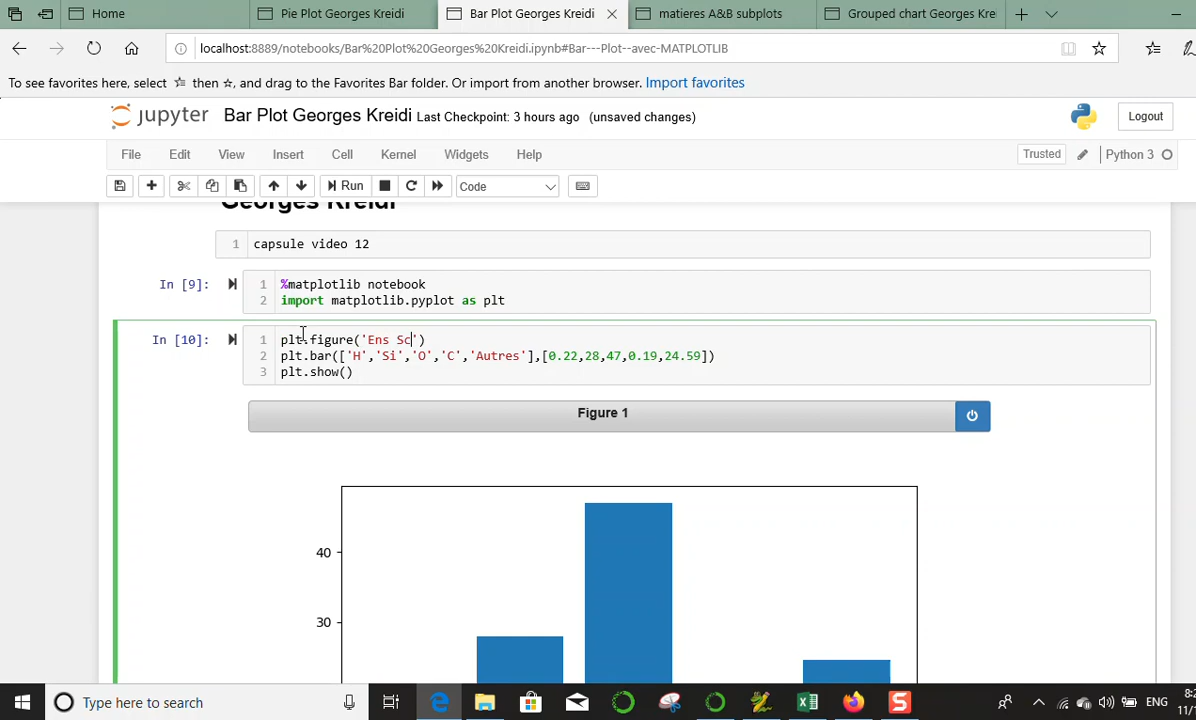 Home
Pie Plot Georges Kreidi
Bar Plot Georges Kreidi
matieres A&B subplots
Grouped chart Georges Kre
localhost:8889/notebooks/Bar%20Plot%20Georges%20Kreidi.ipynb#Bar---Plot--avec-MATPLOTLIB
To see favorites here, select ☆ then ☆, and drag to the Favorites Bar folder. Or import from another browser. Import favorites
jupyter Bar Plot Georges Kreidi Last Checkpoint: 3 hours ago (unsaved changes)
Logout
File Edit View Insert Cell Kernel Widgets Help
Trusted
Python 3
Run
Code
Georges Kreidi
1 capsule video 12
In [9]:
1 %matplotlib notebook
2 import matplotlib.pyplot as plt
In [10]:
1 plt.figure('Ens Sc')
2 plt.bar(['H','Si','O','C','Autres'],[0.22,28,47,0.19,24.59])
3 plt.show()
Figure 1
40
30
Type here to search
ENG
8:2
11/1